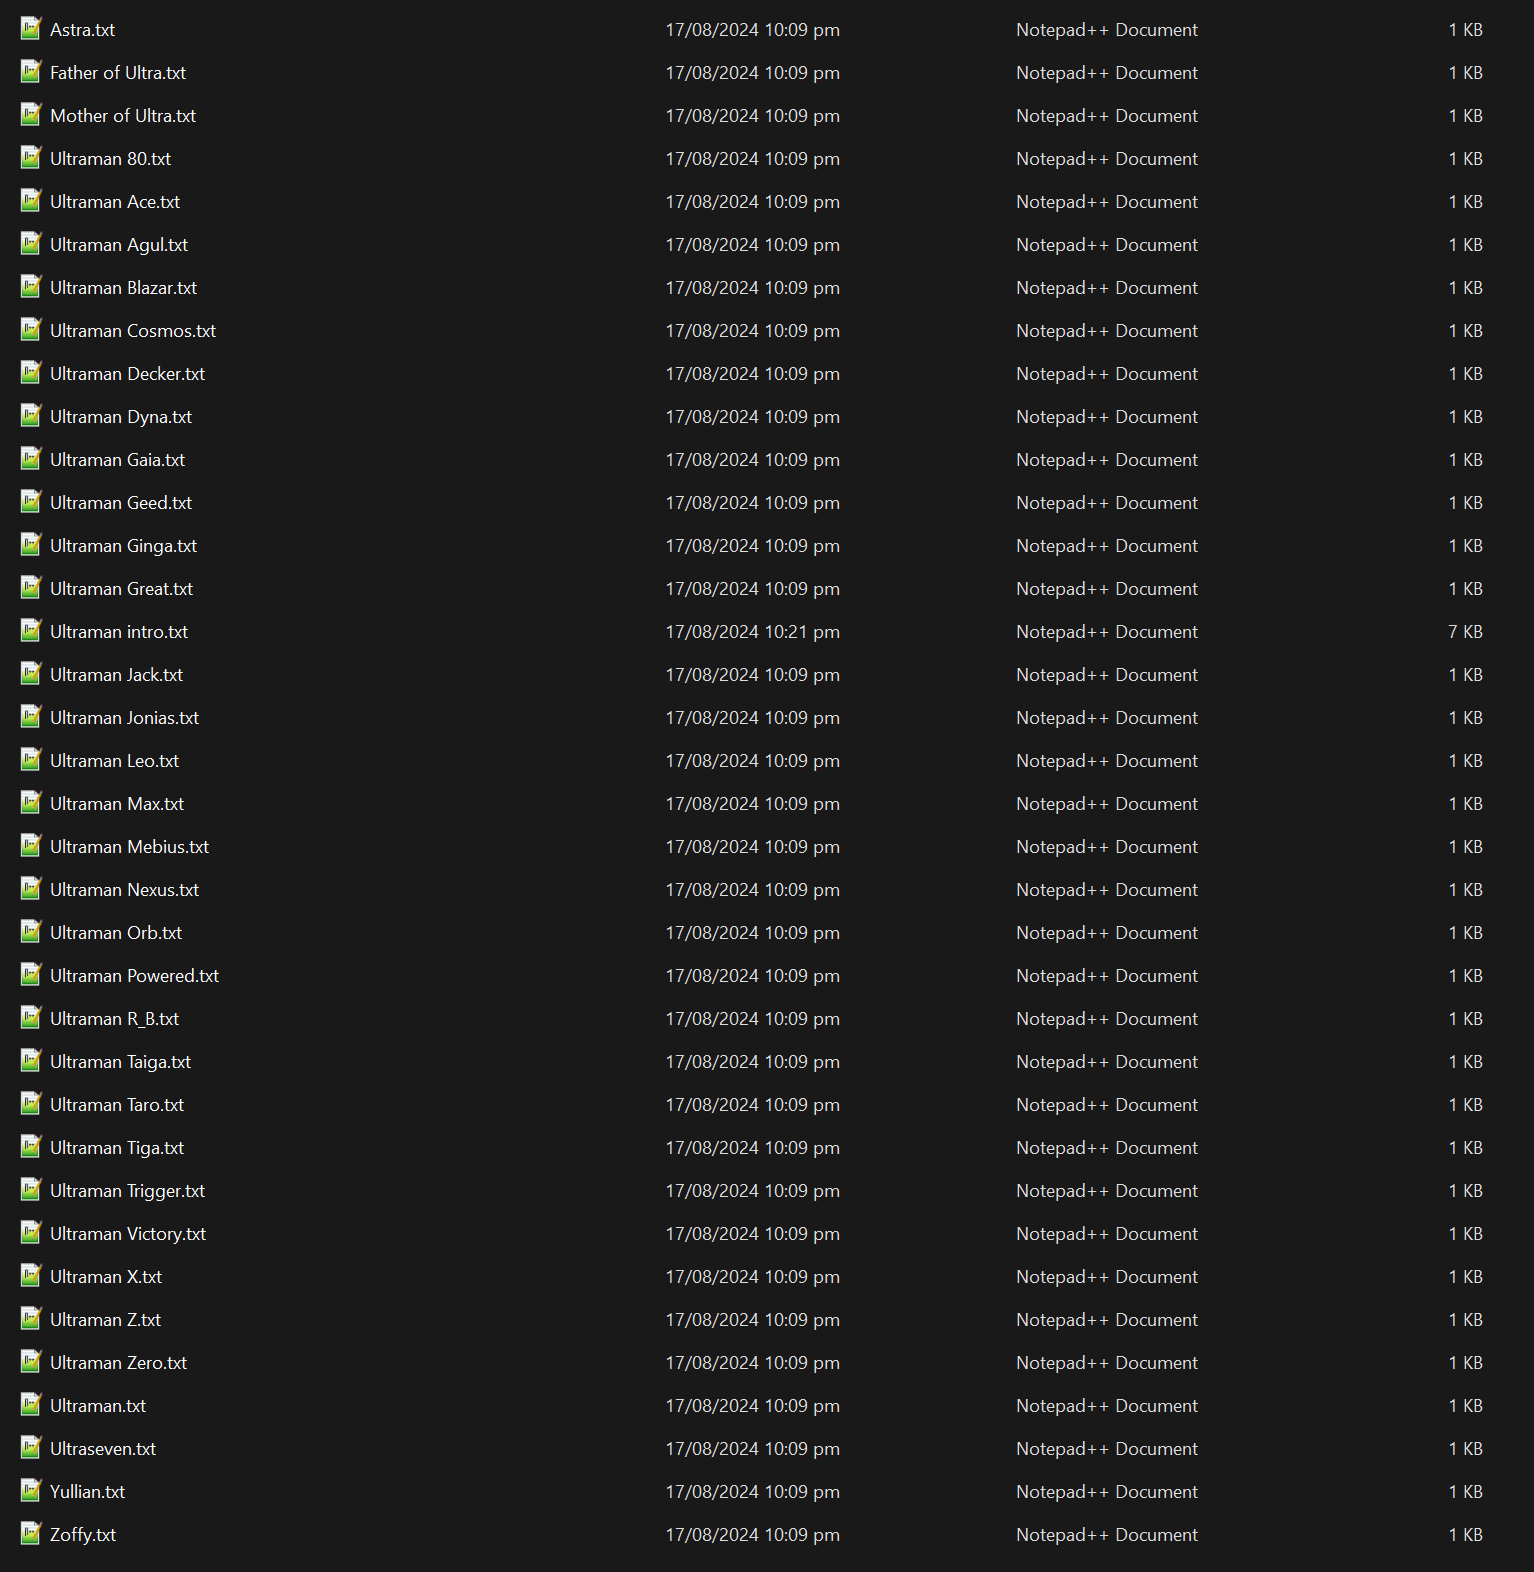 Astra.txt 17/08/2024 10:09 pm Notepad++ Document 1 KB
Father of Ultra.txt 17/08/2024 10:09 pm Notepad++ Document 1 KB
Mother of Ultra.txt 17/08/2024 10:09 pm Notepad++ Document 1 KB
Ultraman 80.txt 17/08/2024 10:09 pm Notepad++ Document 1 KB
Ultraman Ace.txt 17/08/2024 10:09 pm Notepad++ Document 1 KB
Ultraman Agul.txt 17/08/2024 10:09 pm Notepad++ Document 1 KB
Ultraman Blazar.txt 17/08/2024 10:09 pm Notepad++ Document 1 KB
Ultraman Cosmos.txt 17/08/2024 10:09 pm Notepad++ Document 1 KB
Ultraman Decker.txt 17/08/2024 10:09 pm Notepad++ Document 1 KB
Ultraman Dyna.txt 17/08/2024 10:09 pm Notepad++ Document 1 KB
Ultraman Gaia.txt 17/08/2024 10:09 pm Notepad++ Document 1 KB
Ultraman Geed.txt 17/08/2024 10:09 pm Notepad++ Document 1 KB
Ultraman Ginga.txt 17/08/2024 10:09 pm Notepad++ Document 1 KB
Ultraman Great.txt 17/08/2024 10:09 pm Notepad++ Document 1 KB
Ultraman intro.txt 17/08/2024 10:21 pm Notepad++ Document 7 KB
Ultraman Jack.txt 17/08/2024 10:09 pm Notepad++ Document 1 KB
Ultraman Jonias.txt 17/08/2024 10:09 pm Notepad++ Document 1 KB
Ultraman Leo.txt 17/08/2024 10:09 pm Notepad++ Document 1 KB
Ultraman Max.txt 17/08/2024 10:09 pm Notepad++ Document 1 KB
Ultraman Mebius.txt 17/08/2024 10:09 pm Notepad++ Document 1 KB
Ultraman Nexus.txt 17/08/2024 10:09 pm Notepad++ Document 1 KB
Ultraman Orb.txt 17/08/2024 10:09 pm Notepad++ Document 1 KB
Ultraman Powered.txt 17/08/2024 10:09 pm Notepad++ Document 1 KB
Ultraman R_B.txt 17/08/2024 10:09 pm Notepad++ Document 1 KB
Ultraman Taiga.txt 17/08/2024 10:09 pm Notepad++ Document 1 KB
Ultraman Taro.txt 17/08/2024 10:09 pm Notepad++ Document 1 KB
Ultraman Tiga.txt 17/08/2024 10:09 pm Notepad++ Document 1 KB
Ultraman Trigger.txt 17/08/2024 10:09 pm Notepad++ Document 1 KB
Ultraman Victory.txt 17/08/2024 10:09 pm Notepad++ Document 1 KB
Ultraman X.txt 17/08/2024 10:09 pm Notepad++ Document 1 KB
Ultraman Z.txt 17/08/2024 10:09 pm Notepad++ Document 1 KB
Ultraman Zero.txt 17/08/2024 10:09 pm Notepad++ Document 1 KB
Ultraman.txt 17/08/2024 10:09 pm Notepad++ Document 1 KB
Ultraseven.txt 17/08/2024 10:09 pm Notepad++ Document 1 KB
Yullian.txt 17/08/2024 10:09 pm Notepad++ Document 1 KB
Zoffy.txt 17/08/2024 10:09 pm Notepad++ Document 1 KB